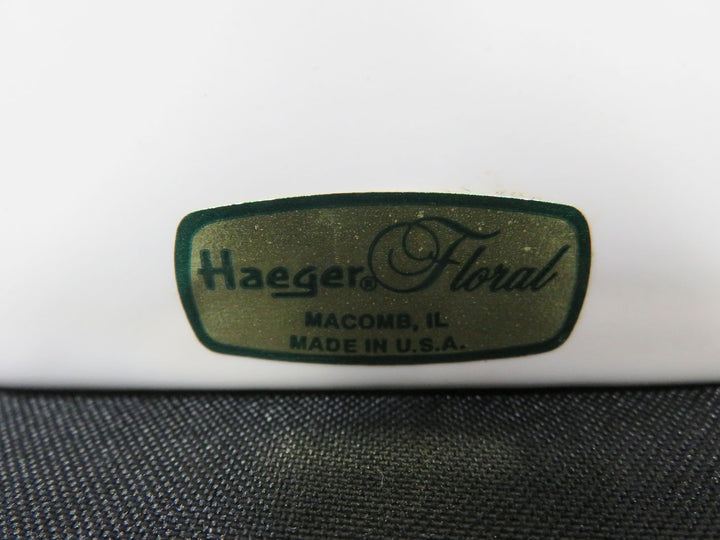 Haeger® Floral
MACOMB, IL
MADE IN U.S.A.